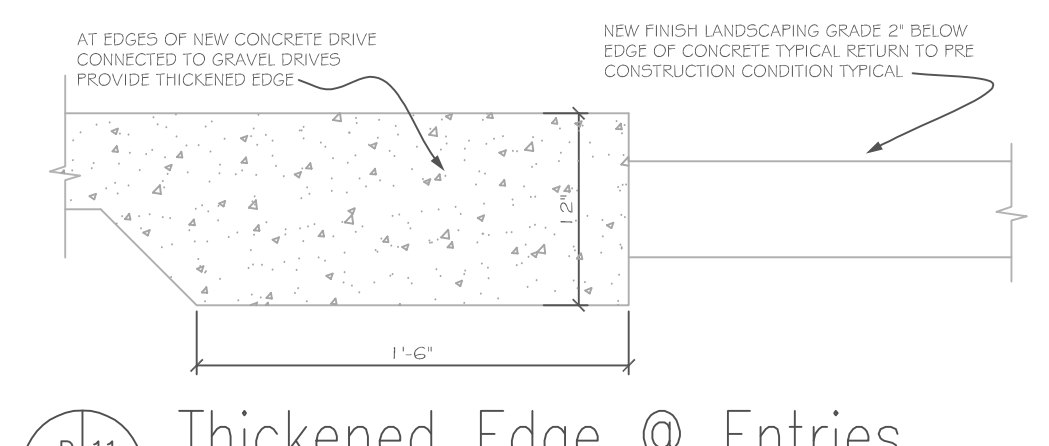 AT EDGES OF NEW CONCRETE DRIVE
CONNECTED TO GRAVEL DRIVES
PROVIDE THICKENED EDGE
NEW FINISH LANDSCAPING GRADE 2" BELOW
EDGE OF CONCRETE TYPICAL RETURN TO PRE
CONSTRUCTION CONDITION TYPICAL
12"
1'-6"
Thickened Edge @ Entries